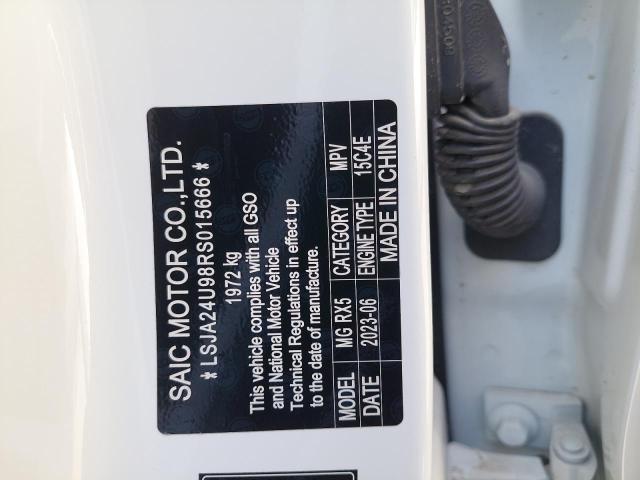 SAIC MOTOR CO.,LTD.
* LSJA24U98RS015666 *
1972 kg
This vehicle complies with all GSO
and National Motor Vehicle
Technical Regulations in effect up
to the date of manufacture.
MODEL MG RX5 CATEGORY MPV
DATE 2023-06 ENGINE TYPE 15C4E
MADE IN CHINA